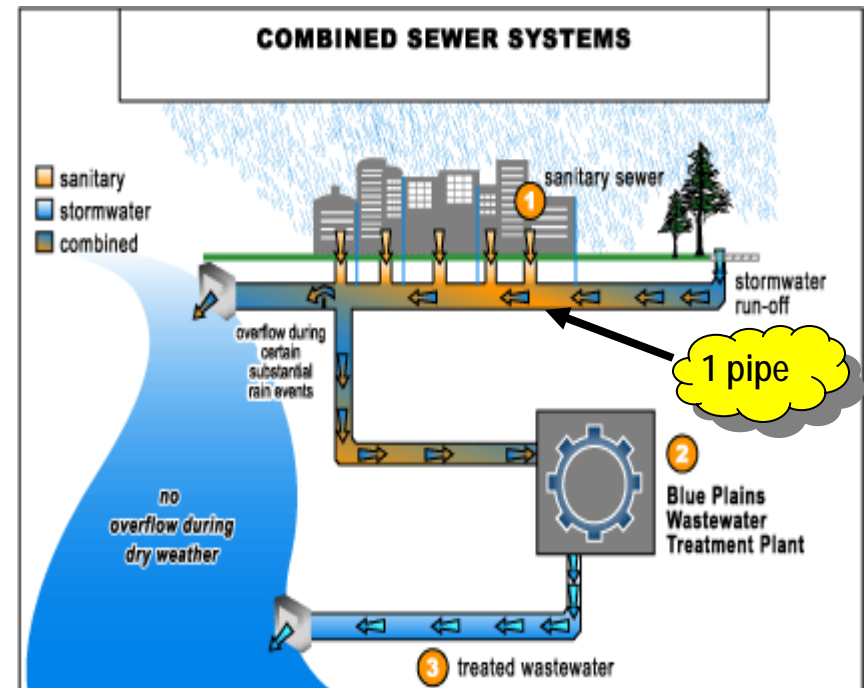 COMBINED SEWER SYSTEMS
sanitary
stormwater
combined
1
sanitary sewer
stormwater
run-off
overflow during
certain
substantial
rain events
1 pipe
no
overflow during
dry weather
2
Blue Plains
Wastewater
Treatment Plant
3 treated wastewater